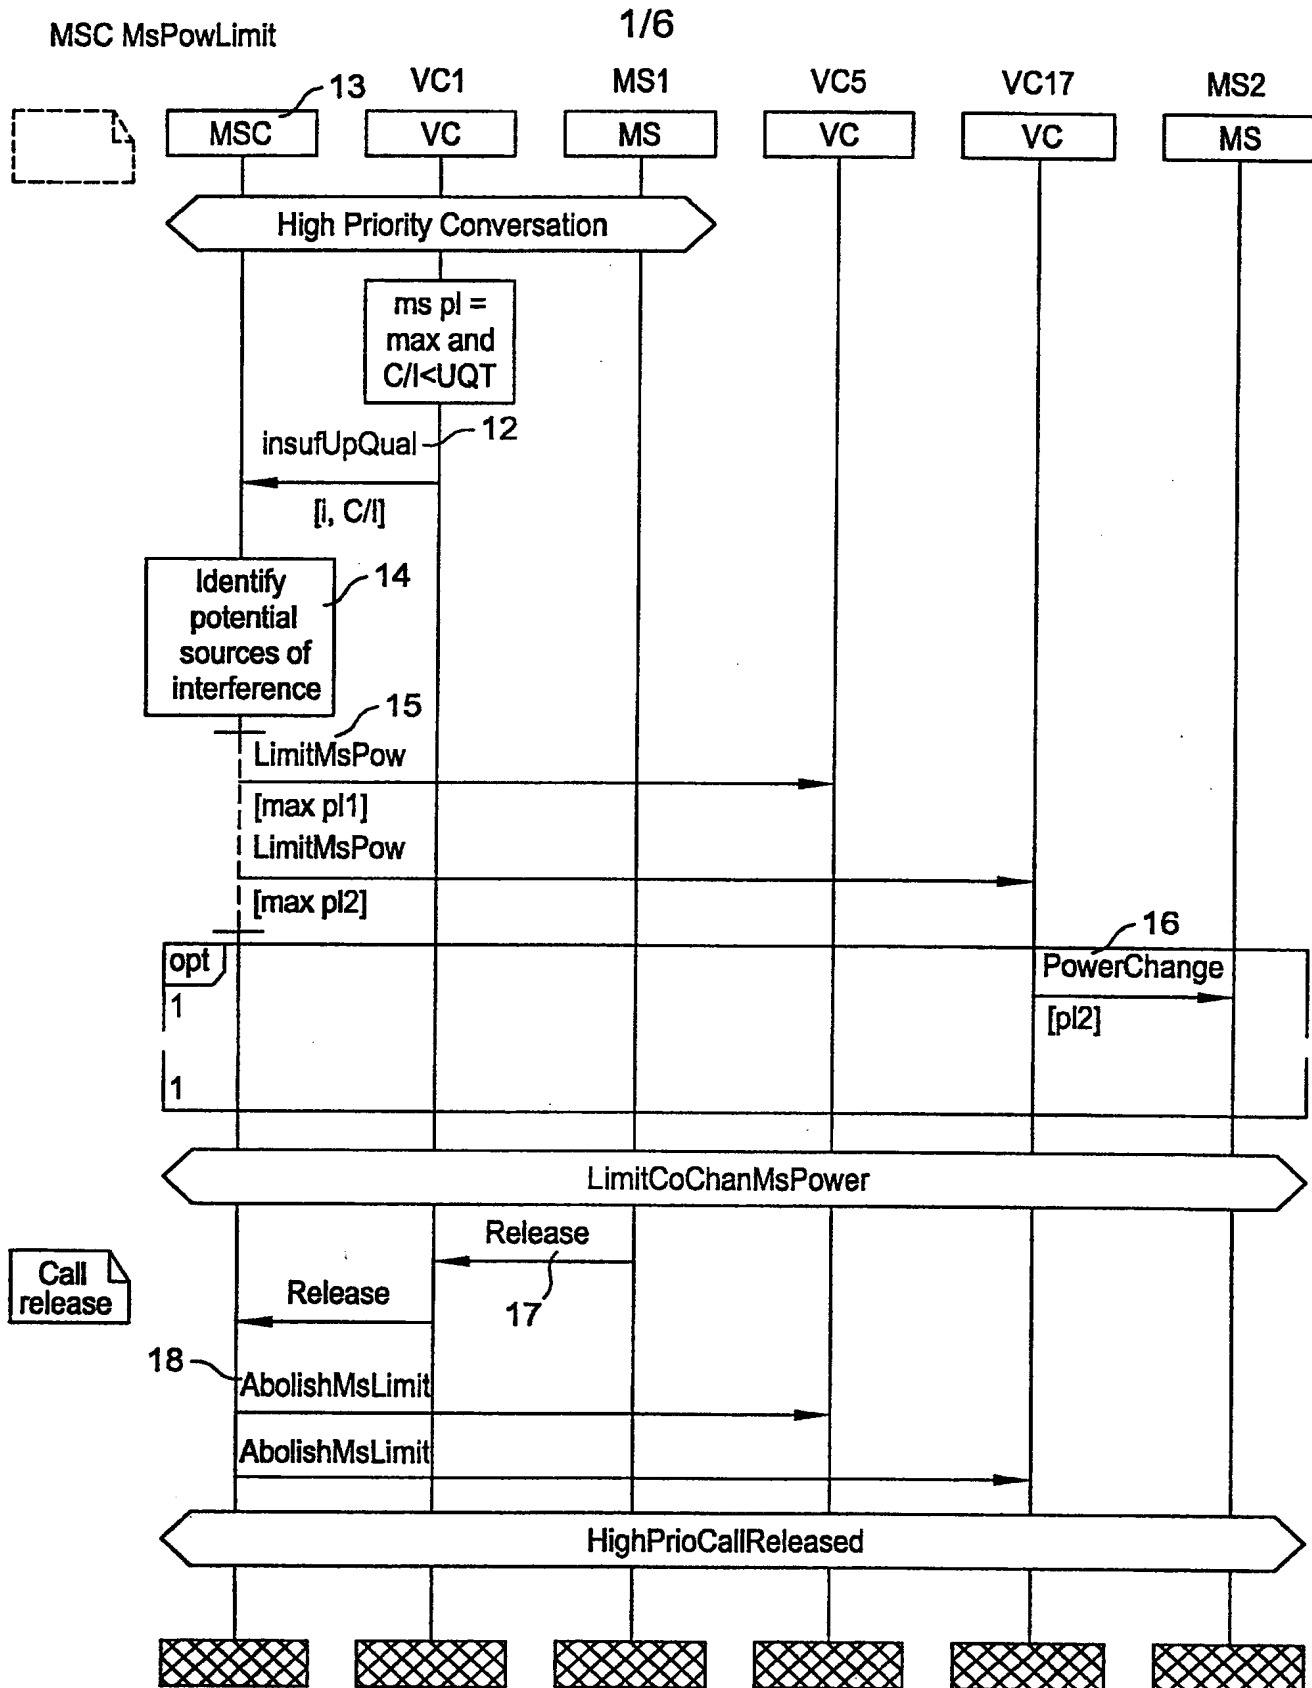 1/6
MSC MsPowLimit
13
VC1
MS1
VC5
VC17
MS2
MSC
VC
MS
VC
VC
MS
High Priority Conversation
ms pl =
max and
C/I<UQT
12
insufUpQual
[i, C/I]
Identify
potential
sources of
interference
14
15
LimitMsPow
[max pl1]
LimitMsPow
[max pl2]
16
opt
PowerChange
1
[pl2]
1
LimitCoChanMsPower
Release
17
Call
release
Release
18
AbolishMsLimit
AbolishMsLimit
HighPrioCallReleased